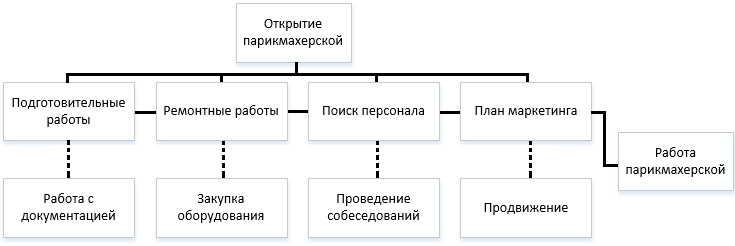 Открытие
парикмахерской
Подготовительные
работы
Ремонтные работы
Поиск персонала
План маркетинга
Работа
парикмахерской
Работа с
документацией
Закупка
оборудования
Проведение
собеседований
Продвижение